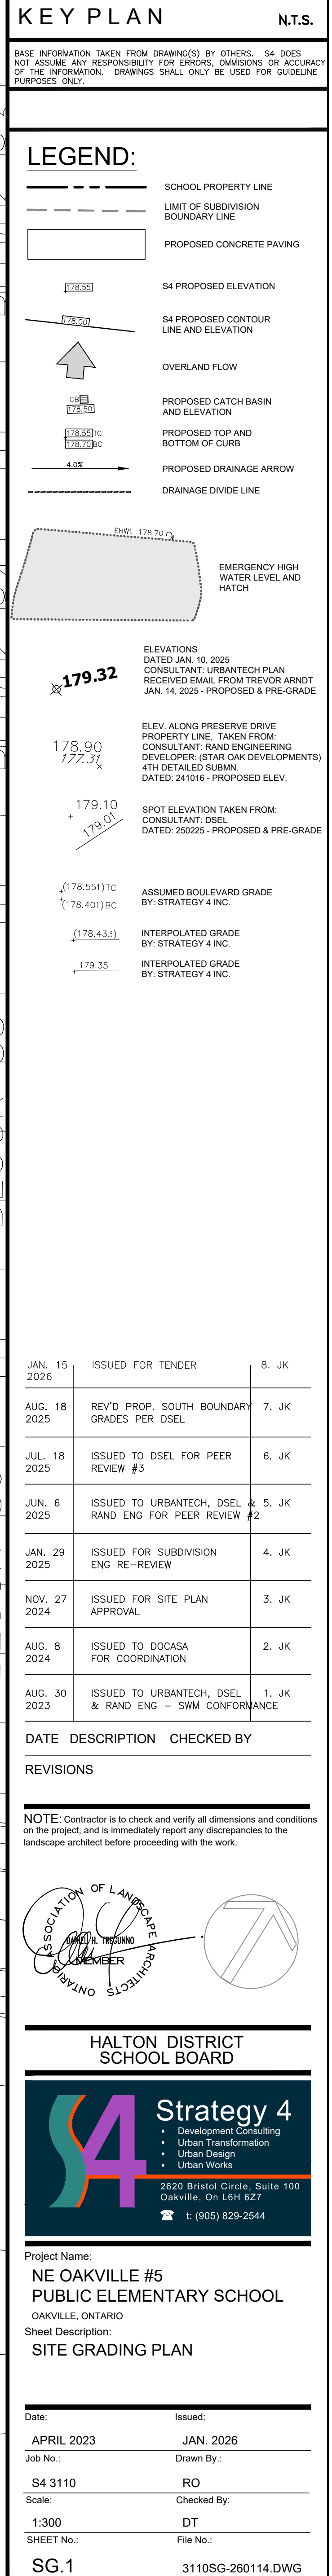 KEY PLAN N.T.S.
BASE INFORMATION TAKEN FROM DRAWING(S) BY OTHERS. S4 DOES
NOT ASSUME ANY RESPONSIBILITY FOR ERRORS, OMMISIONS OR ACCURACY
OF THE INFORMATION. DRAWINGS SHALL ONLY BE USED FOR GUIDELINE
PURPOSES ONLY.
LEGEND:
SCHOOL PROPERTY LINE
LIMIT OF SUBDIVISION
BOUNDARY LINE
PROPOSED CONCRETE PAVING
178.55 S4 PROPOSED ELEVATION
178.00 S4 PROPOSED CONTOUR
LINE AND ELEVATION
OVERLAND FLOW
CB PROPOSED CATCH BASIN
178.50 AND ELEVATION
178.55 TC PROPOSED TOP AND
178.70 BC BOTTOM OF CURB
4.0% PROPOSED DRAINAGE ARROW
DRAINAGE DIVIDE LINE
EHWL 178.70
EMERGENCY HIGH
WATER LEVEL AND
HATCH
179.32
ELEVATIONS
DATED JAN. 10, 2025
CONSULTANT: URBANTECH PLAN
RECEIVED EMAIL FROM TREVOR ARNDT
JAN. 14, 2025 - PROPOSED & PRE-GRADE
178.90
177.31
ELEV. ALONG PRESERVE DRIVE
PROPERTY LINE, TAKEN FROM:
CONSULTANT: RAND ENGINEERING
DEVELOPER: (STAR OAK DEVELOPMENTS)
4TH DETAILED SUBMN.
DATED: 241016 - PROPOSED ELEV.
179.10
179.01
SPOT ELEVATION TAKEN FROM:
CONSULTANT: DSEL
DATED: 250225 - PROPOSED & PRE-GRADE
(178.551) TC ASSUMED BOULEVARD GRADE
(178.401) BC BY: STRATEGY 4 INC.
(178.433) INTERPOLATED GRADE
BY: STRATEGY 4 INC.
179.35 INTERPOLATED GRADE
BY: STRATEGY 4 INC.
JAN. 15 ISSUED FOR TENDER 8. JK
2026
AUG. 18 REV'D PROP. SOUTH BOUNDARY 7. JK
2025 GRADES PER DSEL
JUL. 18 ISSUED TO DSEL FOR PEER 6. JK
2025 REVIEW #3
JUN. 6 ISSUED TO URBANTECH, DSEL & 5. JK
2025 RAND ENG FOR PEER REVIEW #2
JAN. 29 ISSUED FOR SUBDIVISION 4. JK
2025 ENG RE-REVIEW
NOV. 27 ISSUED FOR SITE PLAN 3. JK
2024 APPROVAL
AUG. 8 ISSUED TO DOCASA 2. JK
2024 FOR COORDINATION
AUG. 30 ISSUED TO URBANTECH, DSEL 1. JK
2023 & RAND ENG - SWM CONFORMANCE
DATE DESCRIPTION CHECKED BY
REVISIONS
NOTE: Contractor is to check and verify all dimensions and conditions
on the project, and is immediately report any discrepancies to the
landscape architect before proceeding with the work.
ONTARIO ASSOCIATION OF LANDSCAPE ARCHITECTS
DANIEL H. TREGUNNO
MEMBER
HALTON DISTRICT
SCHOOL BOARD
S4
Strategy 4
• Development Consulting
• Urban Transformation
• Urban Design
• Urban Works
2620 Bristol Circle, Suite 100
Oakville, On L6H 6Z7
☎ t: (905) 829-2544
Project Name:
NE OAKVILLE #5
PUBLIC ELEMENTARY SCHOOL
OAKVILLE, ONTARIO
Sheet Description:
SITE GRADING PLAN
Date: Issued:
APRIL 2023 JAN. 2026
Job No.: Drawn By.:
S4 3110 RO
Scale: Checked By:
1:300 DT
SHEET No.: File No.:
SG.1 3110SG-260114.DWG